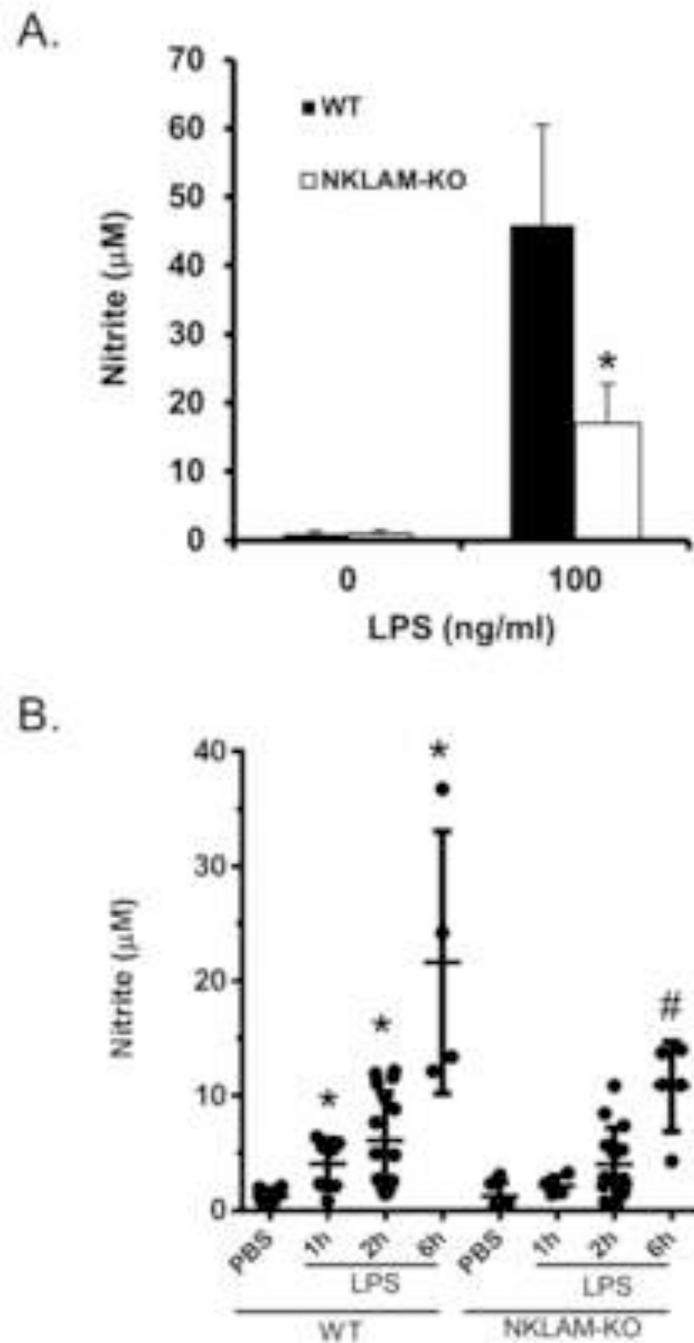 A.
70
60
50
40
30
20
10
0
Nitrite (μM)
■ WT
□ NKLAM-KO
*
0 100
LPS (ng/ml)
B.
40
30
20
10
0
Nitrite (μM)
* * * #
PBS 1h 2h 6h PBS 1h 2h 6h
LPS LPS
WT NKLAM-KO